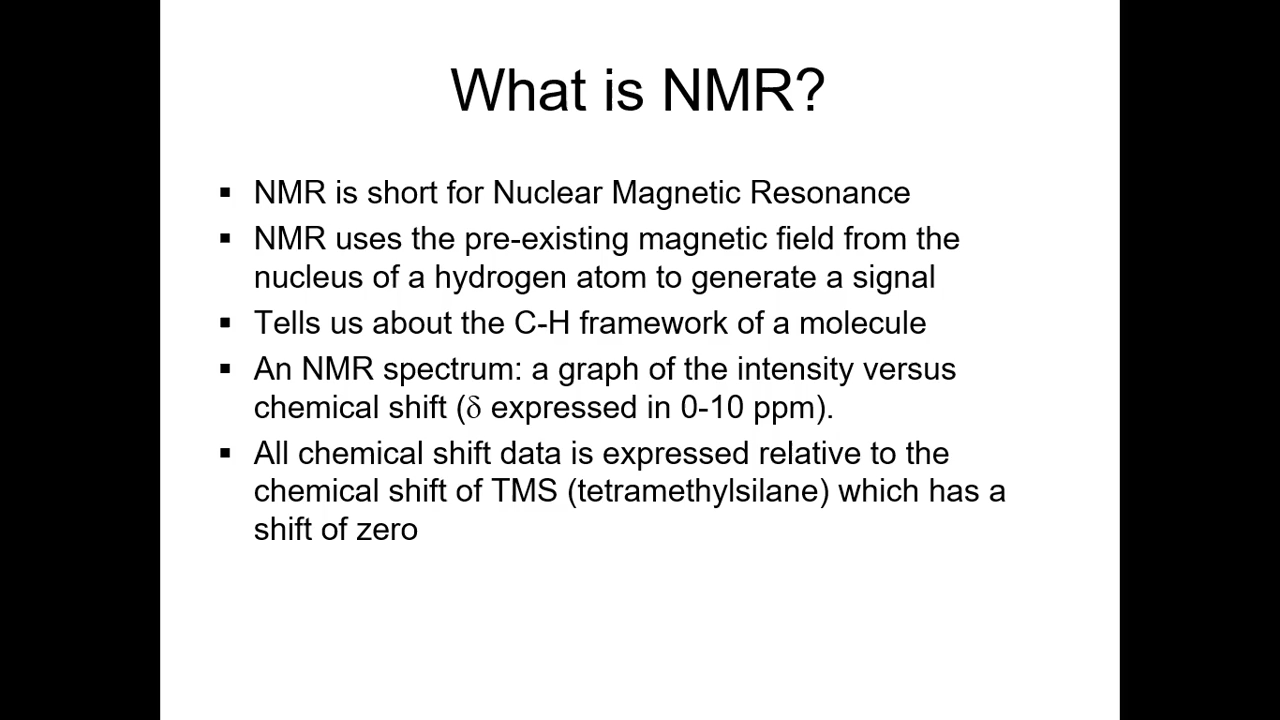 What is NMR?
▪ NMR is short for Nuclear Magnetic Resonance
▪ NMR uses the pre-existing magnetic field from the
nucleus of a hydrogen atom to generate a signal
▪ Tells us about the C-H framework of a molecule
▪ An NMR spectrum: a graph of the intensity versus
chemical shift (δ expressed in 0-10 ppm).
▪ All chemical shift data is expressed relative to the
chemical shift of TMS (tetramethylsilane) which has a
shift of zero